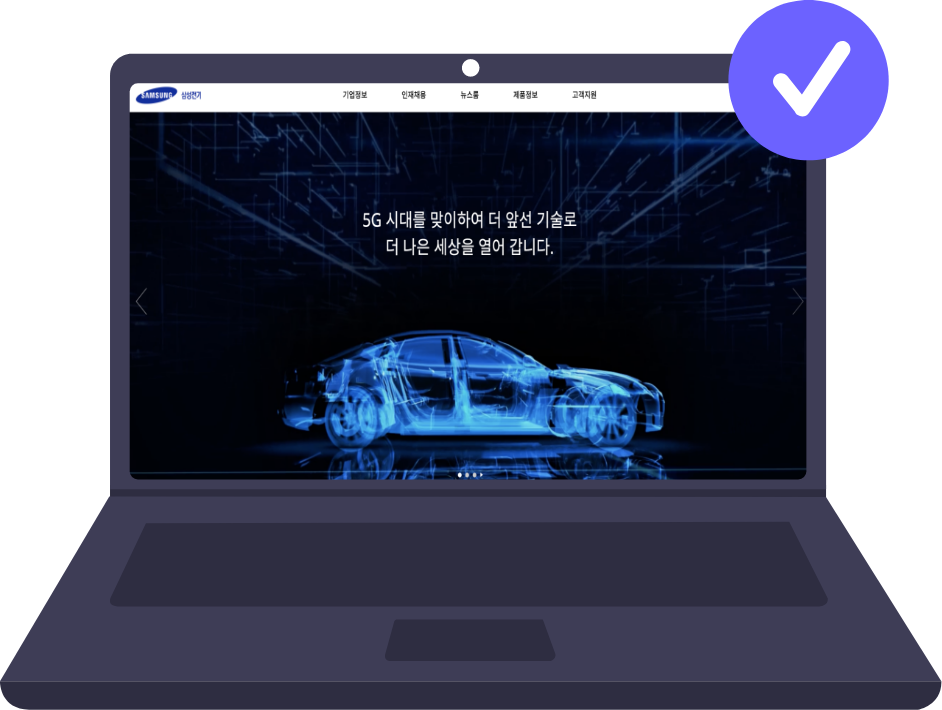 SAMSUNG 삼성전기
기업정보 인재채용 뉴스룸 제품정보 고객지원
5G 시대를 맞이하여 더 앞선 기술로
더 나은 세상을 열어 갑니다.